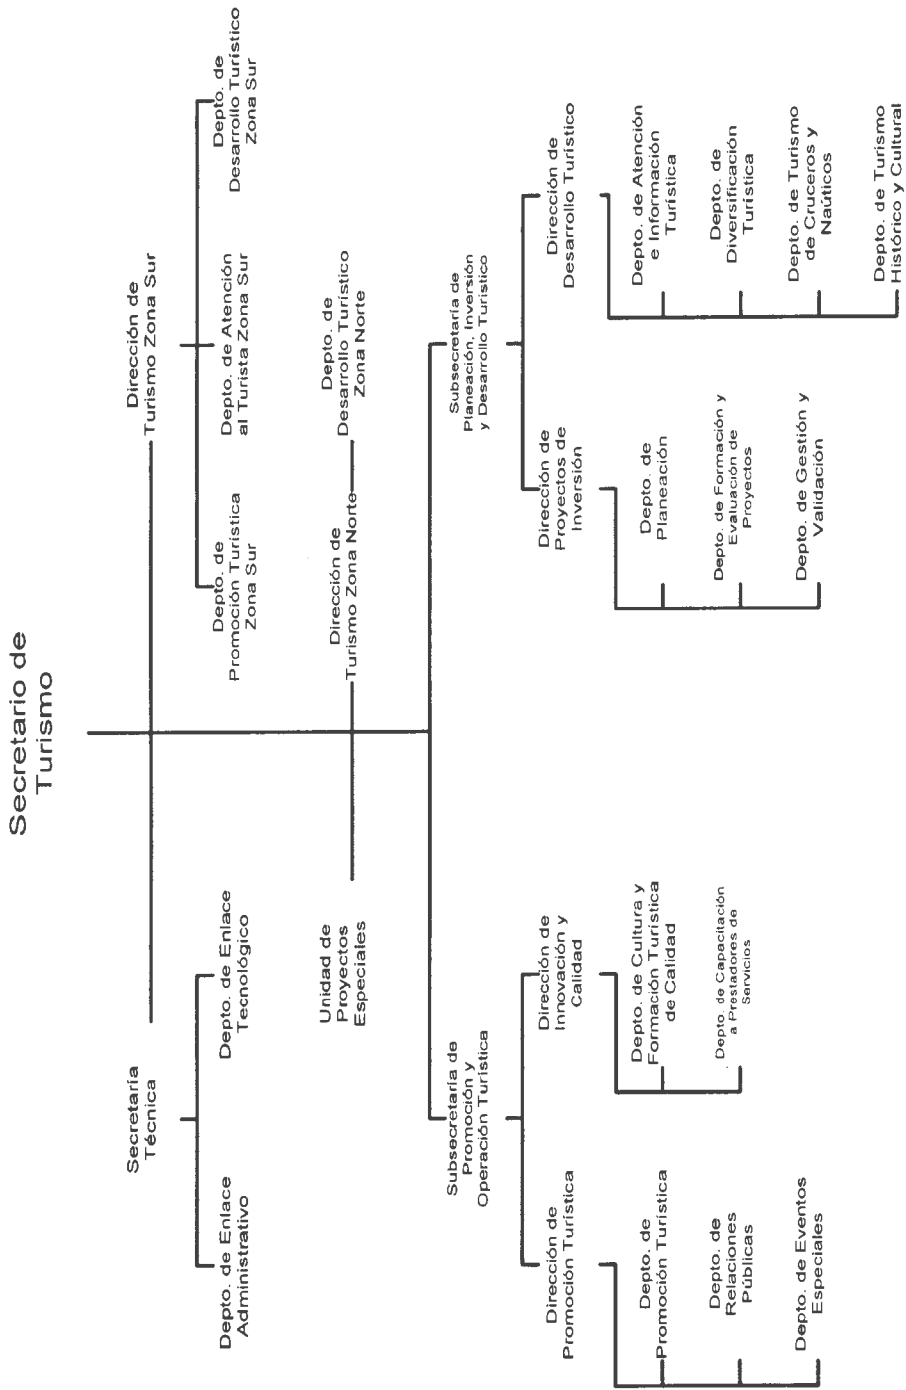 Secretario de
Turismo
Secretaría
Técnica
Dirección de
Turismo Zona Sur
Depto. de Enlace
Administrativo
Depto. de Enlace
Tecnológico
Depto. de
Promoción Turística
Zona Sur
Depto. de Atención
al Turista Zona Sur
Depto. de
Desarrollo Turístico
Zona Sur
Unidad de
Proyectos
Especiales
Dirección de
Turismo Zona Norte
Depto. de
Desarrollo Turístico
Zona Norte
Subsecretaria de
Promoción y
Operación Turística
Subsecretaria de
Planeación, Inversión
y Desarrollo Turístico
Dirección de
Promoción Turística
Dirección de
Innovación y
Calidad
Dirección de
Proyectos de
Inversión
Dirección de
Desarrollo Turístico
Depto. de
Promoción Turística
Depto. de
Relaciones
Públicas
Depto. de Eventos
Especiales
Depto. de Cultura y
Formación Turística
de Calidad
Depto. de Capacitación
a Prestadores de
Servicios
Depto. de
Planeación
Depto. de Formación y
Evaluación de
Proyectos
Depto. de Gestión y
Validación
Depto. de Atención
e Información
Turística
Depto. de
Diversificación
Turística
Depto. de Turismo
de Cruceros y
Naúticos
Depto. de Turismo
Histórico y Cultural